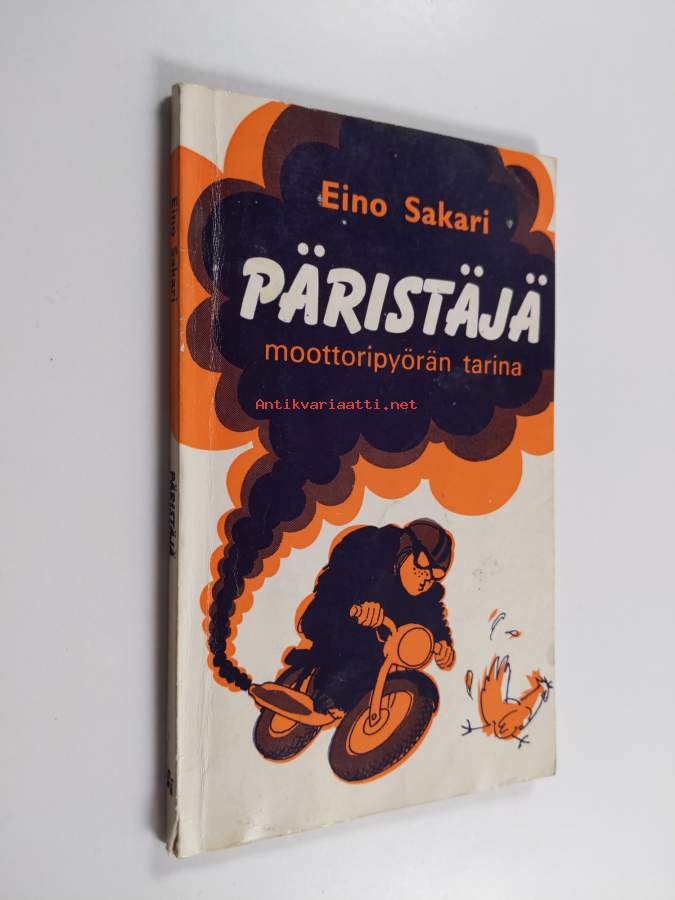 Eino Sakari
PÄRISTÄJÄ
moottoripyörän tarina
Antikvariaatti.net
Eino Sakari
PÄRISTÄJÄ